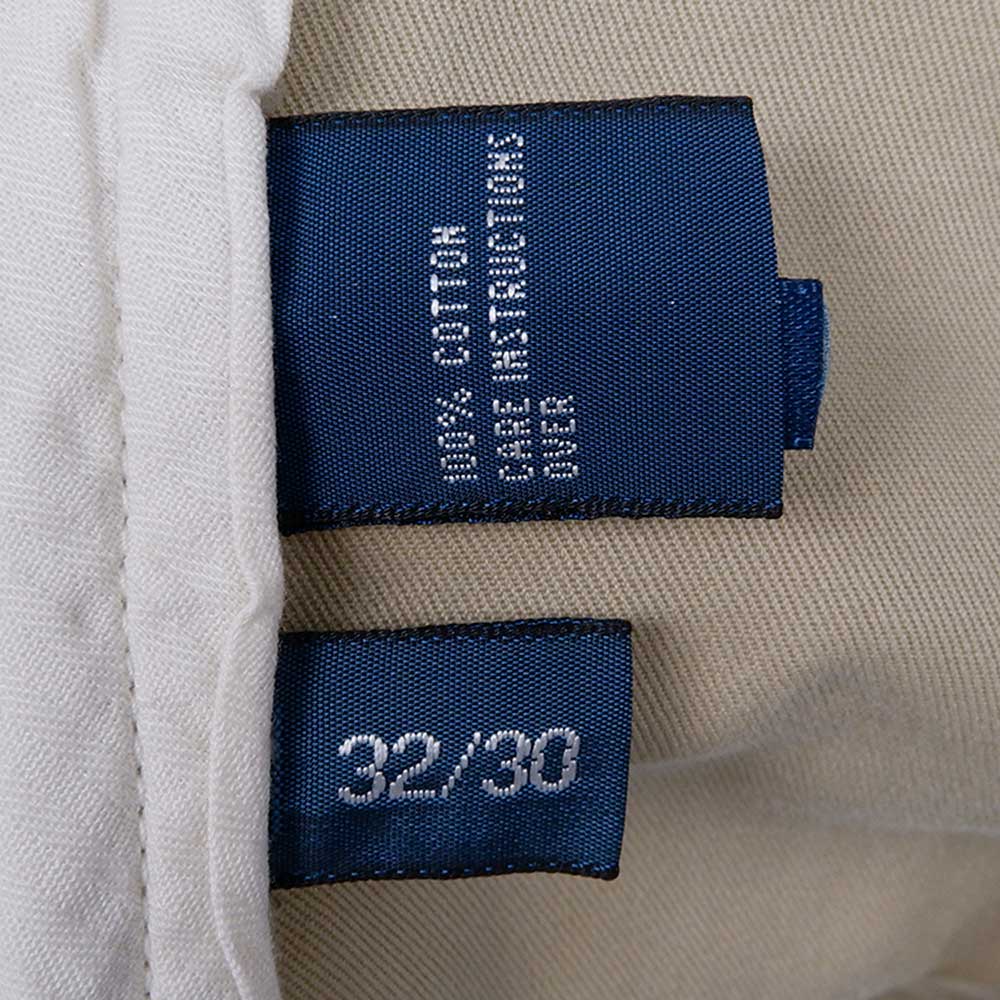 100% COTTON
CARE INSTRUCTIONS
OVER
32/30